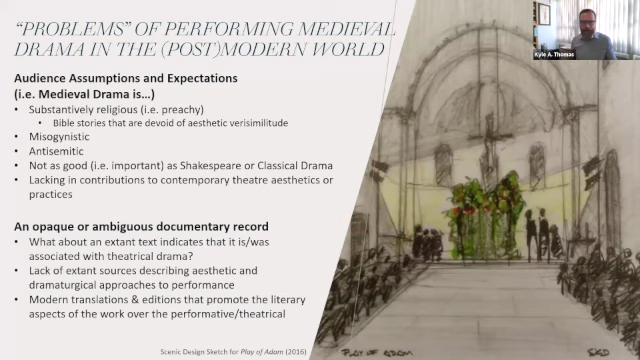 “PROBLEMS” OF PERFORMING MEDIEVAL
DRAMA IN THE (POST)MODERN WORLD
Audience Assumptions and Expectations
(i.e. Medieval Drama is…)
• Substantively religious (i.e. preachy)
• Bible stories that are devoid of aesthetic verisimilitude
• Misogynistic
• Antisemitic
• Not as good (i.e. important) as Shakespeare or Classical Drama
• Lacking in contributions to contemporary theatre aesthetics or
practices
An opaque or ambiguous documentary record
• What about an extant text indicates that it is/was
associated with theatrical drama?
• Lack of extant sources describing aesthetic and
dramaturgical approaches to performance
• Modern translations & editions that promote the literary
aspects of the work over the performative/theatrical
Scenic Design Sketch for Play of Adam (2016)
Kyle A. Thomas
PLAY OF ADAM